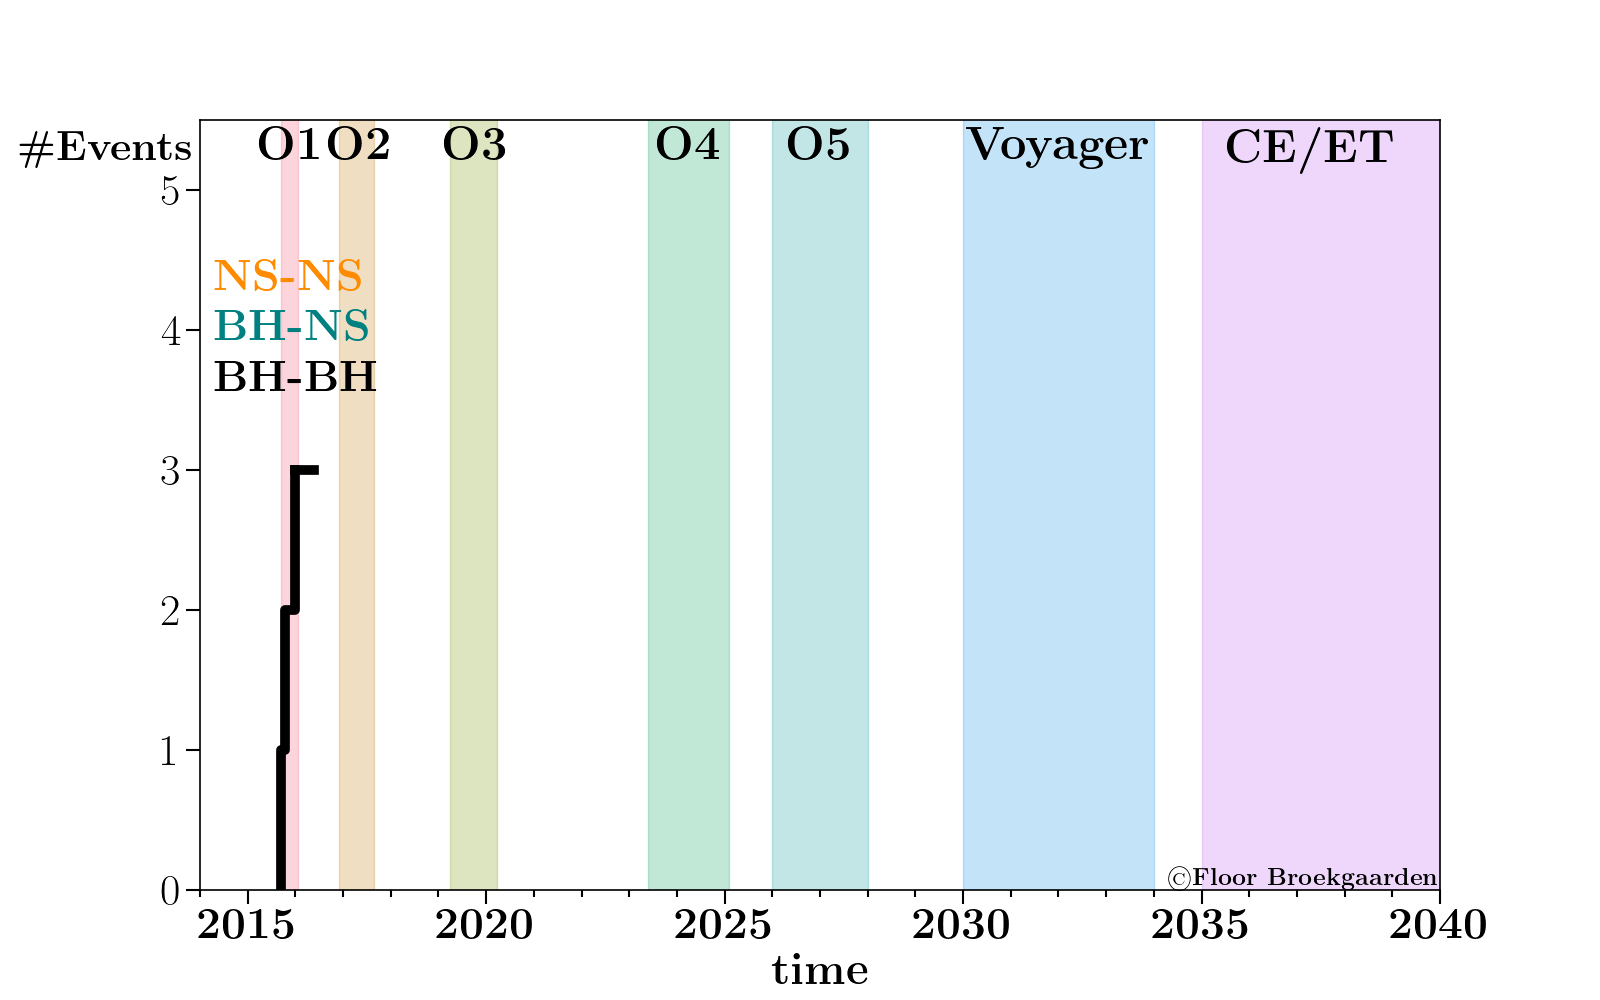 #Events
O1 O2 O3 O4 O5 Voyager CE/ET
5
NS-NS
BH-NS
4
BH-BH
3
2
1
0
©Floor Broekgaarden
2015 2020 2025 2030 2035 2040
time